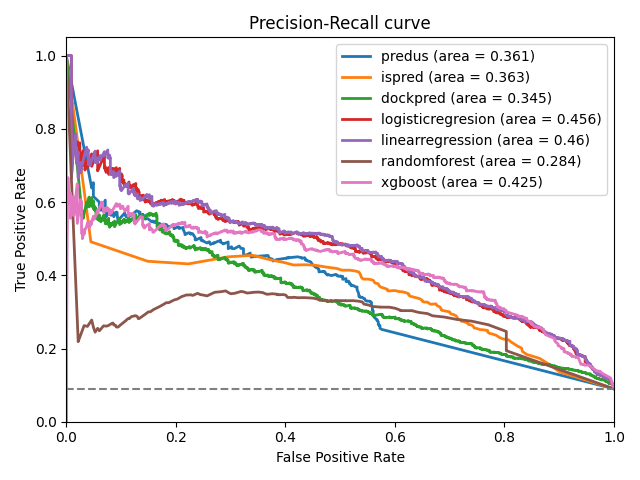 Precision-Recall curve
True Positive Rate
1.0
0.8
0.6
0.4
0.2
0.0
predus (area = 0.361)
ispred (area = 0.363)
dockpred (area = 0.345)
logisticregresion (area = 0.456)
linearregression (area = 0.46)
randomforest (area = 0.284)
xgboost (area = 0.425)
0.0 0.2 0.4 0.6 0.8 1.0
False Positive Rate